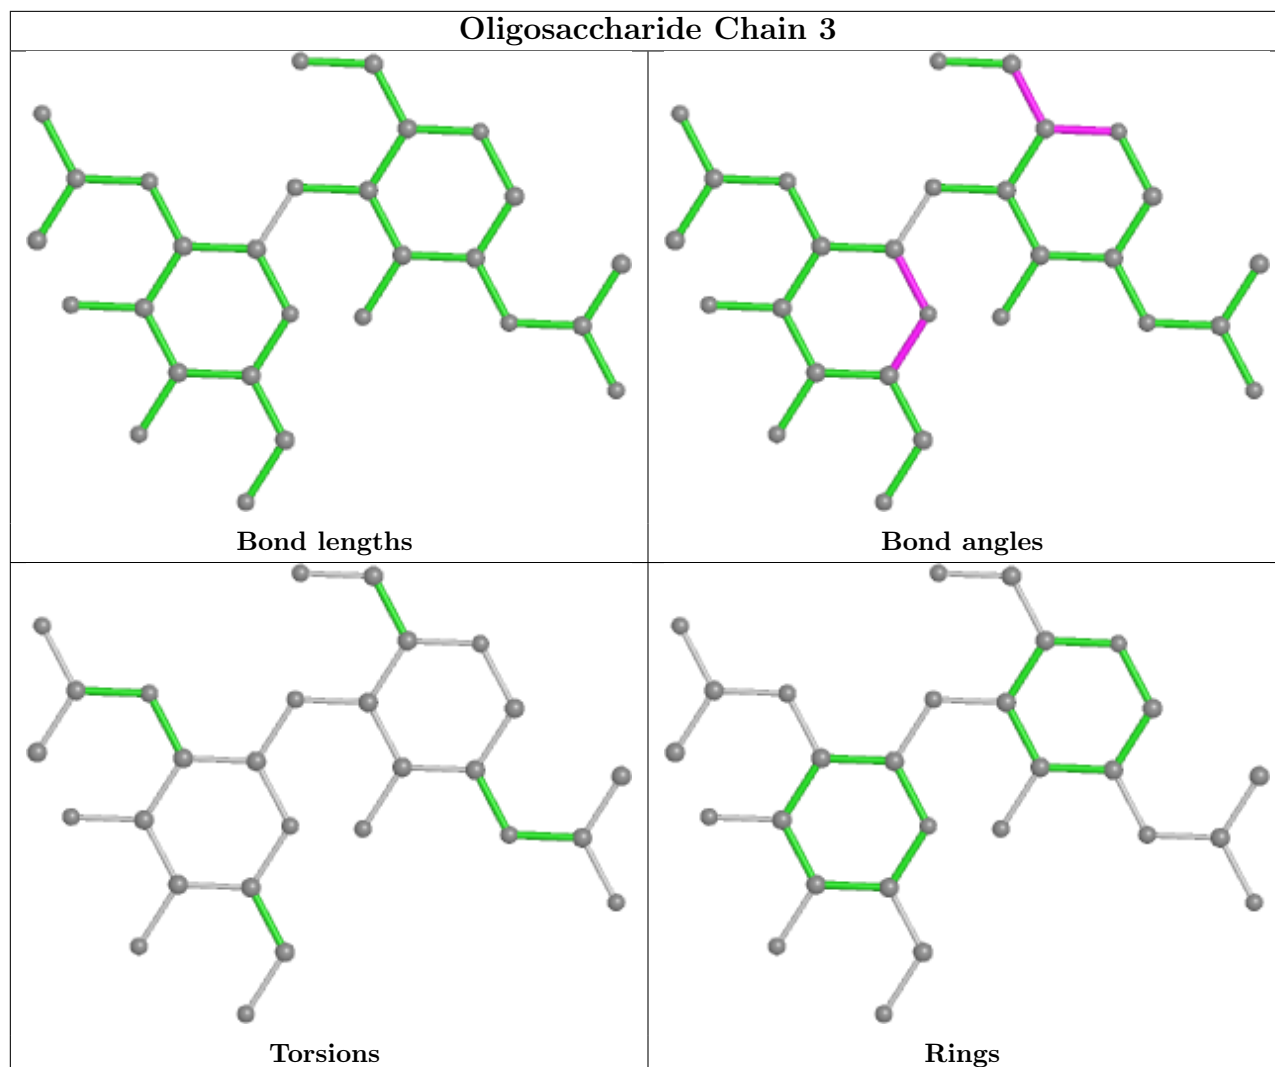 Oligosaccharide Chain 3
Bond lengths
Bond angles
Torsions
Rings